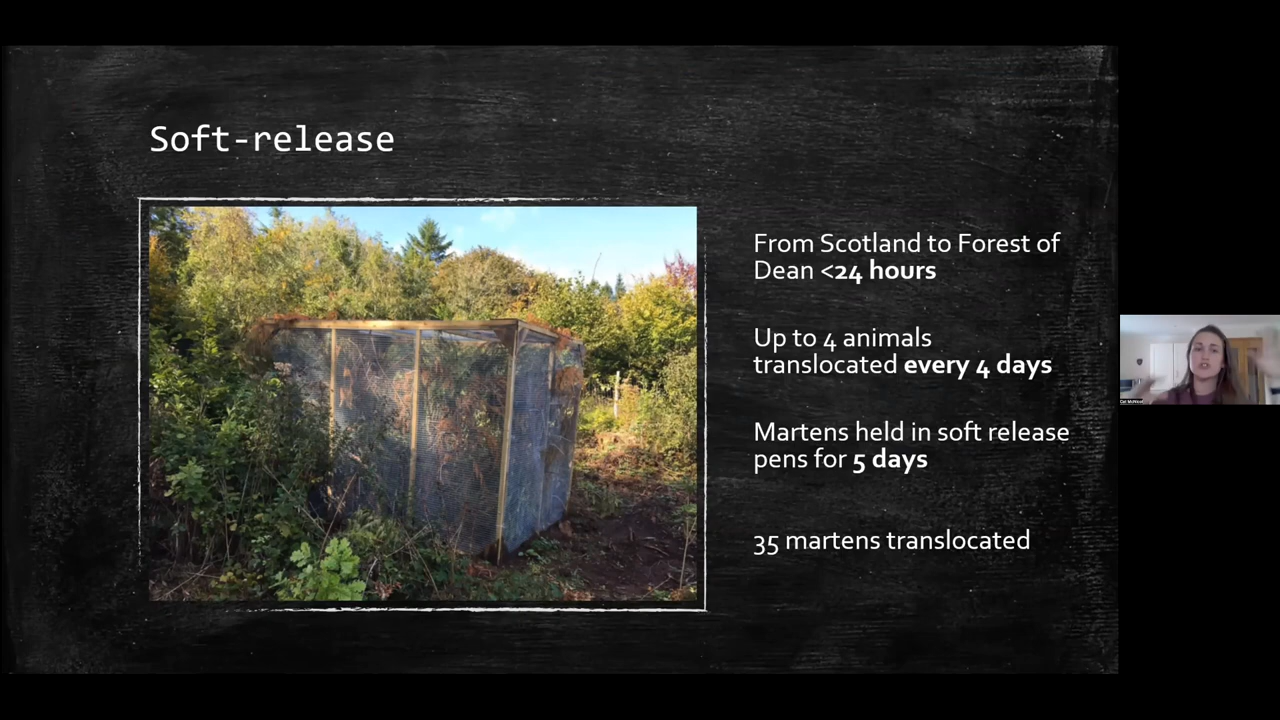 Soft-release
From Scotland to Forest of
Dean <24 hours
Up to 4 animals
translocated every 4 days
Martens held in soft release
pens for 5 days
35 martens translocated